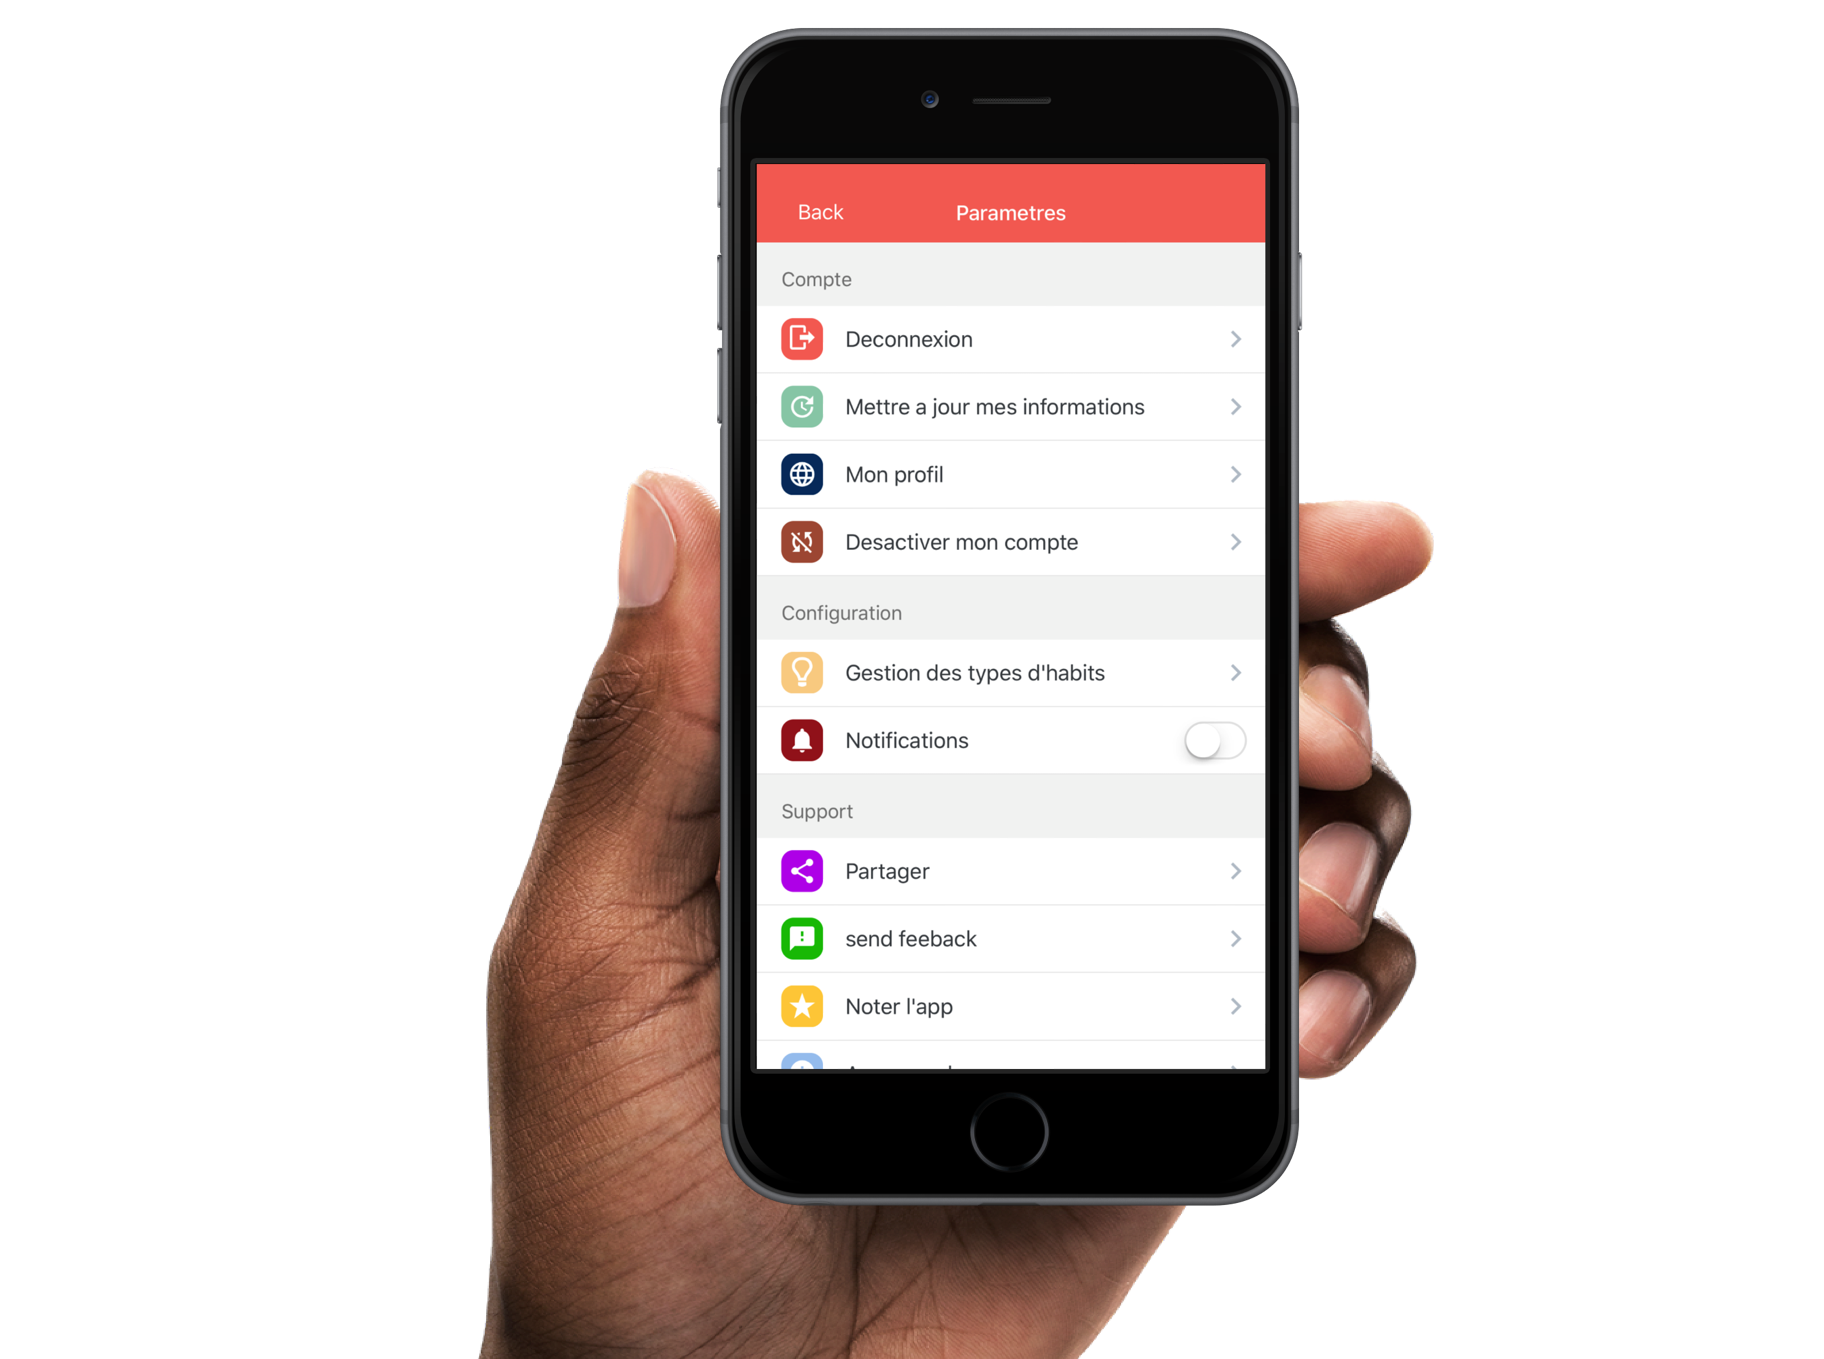 Back
Parametres
Compte
Deconnexion
Mettre a jour mes informations
Mon profil
Desactiver mon compte
Configuration
Gestion des types d'habits
Notifications
Support
Partager
send feeback
Noter l'app